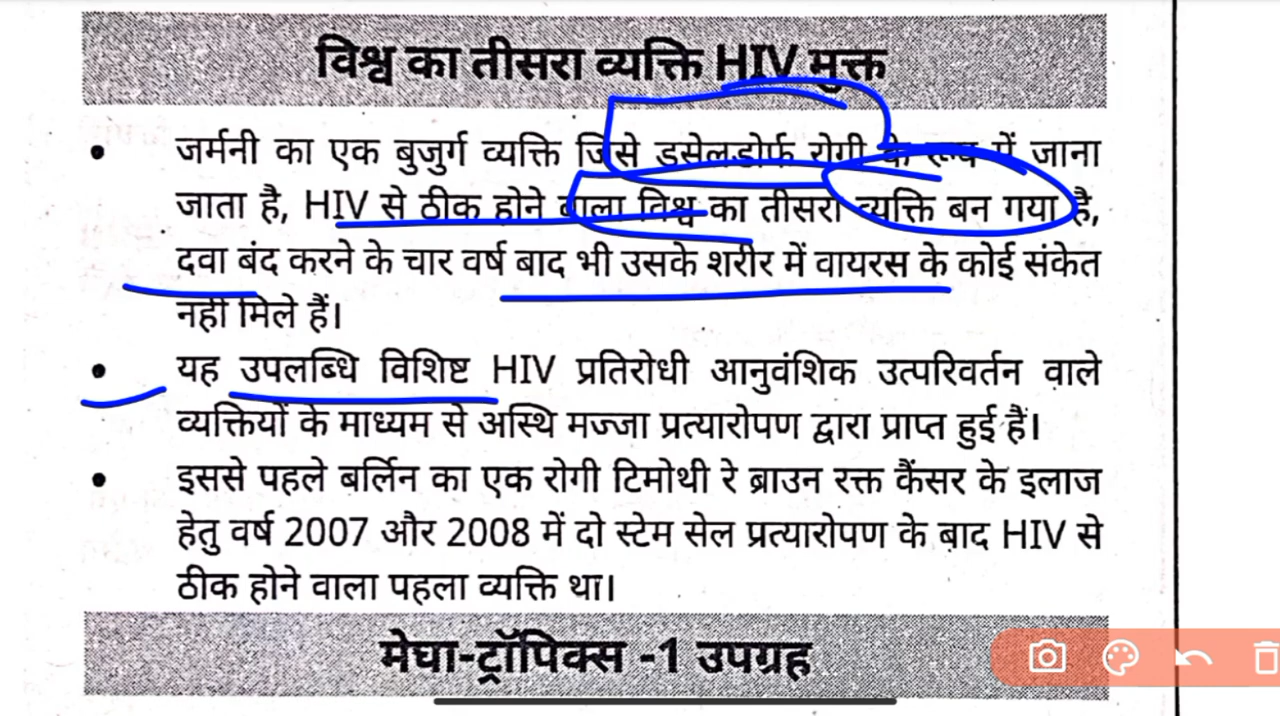 विश्व का तीसरा व्यक्ति HIV मुक्त
• जर्मनी का एक बुजुर्ग व्यक्ति जिसे डसेलडोर्फ रोगी के रूप में जाना
जाता है, HIV से ठीक होने वाला विश्व का तीसरा व्यक्ति बन गया है,
दवा बंद करने के चार वर्ष बाद भी उसके शरीर में वायरस के कोई संकेत
नहीं मिले हैं।
• यह उपलब्धि विशिष्ट HIV प्रतिरोधी आनुवंशिक उत्परिवर्तन वाले
व्यक्तियों के माध्यम से अस्थि मज्जा प्रत्यारोपण द्वारा प्राप्त हुई हैं।
• इससे पहले बर्लिन का एक रोगी टिमोथी रे ब्राउन रक्त कैंसर के इलाज
हेतु वर्ष 2007 और 2008 में दो स्टेम सेल प्रत्यारोपण के बाद HIV से
ठीक होने वाला पहला व्यक्ति था।
मेघा-ट्रॉपिक्स -1 उपग्रह